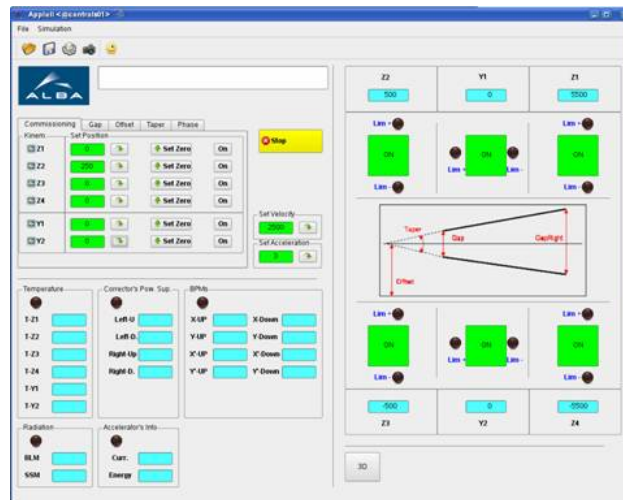 AppleII <@controls01>
File Simulation
ALBA
Commissioning Gap Offset Taper Phase
Kinem Set Position
Z1 0 Set Zero On
Z2 250 Set Zero On
Z3 0 Set Zero On
Z4 0 Set Zero On
Y1 0 Set Zero On
Y2 0 Set Zero On
Stop
Set Velocity
2500
Set Acceleration
3
Temperature
T-Z1
T-Z2
T-Z3
T-Z4
T-Y1
T-Y2
Corrector's Pow. Sup.
Left-U
Left-D.
Right-Up
Right-D.
BPMs
X-UP X-Down
Y-UP Y-Down
X'-UP X'-Down
Y'-UP Y'-Down
Radiation
BLM
SSM
Accelerator's Info
Curr.
Energy
Z2 Y1 Z1
500 0 5500
Lim + Lim +
ON ON ON
Lim + Lim -
Lim - Lim -
Taper Gap GapRight
Offset
Lim + Lim +
ON ON ON
Lim + Lim -
Lim - Lim -
-500 0 -5500
Z3 Y2 Z4
3D